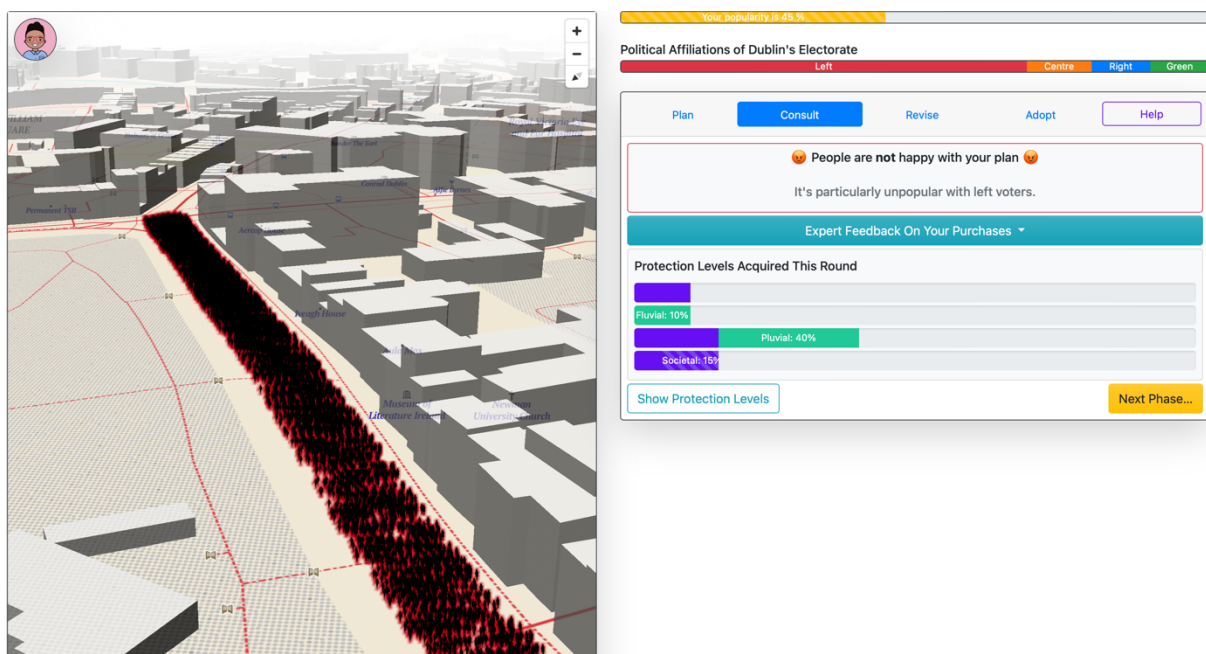 Your popularity is 45 %
Political Affiliations of Dublin's Electorate
Left
Centre
Right
Green
Plan
Consult
Revise
Adopt
Help
😡 People are not happy with your plan 😡
It's particularly unpopular with left voters.
Expert Feedback On Your Purchases
Protection Levels Acquired This Round
Fluvial: 10%
Pluvial: 40%
Societal: 15%
Show Protection Levels
Next Phase...
+
−
Permanent TSB
Conrad Dublin
Keugh House
Museum of
Literature Ireland
Newman
University Church